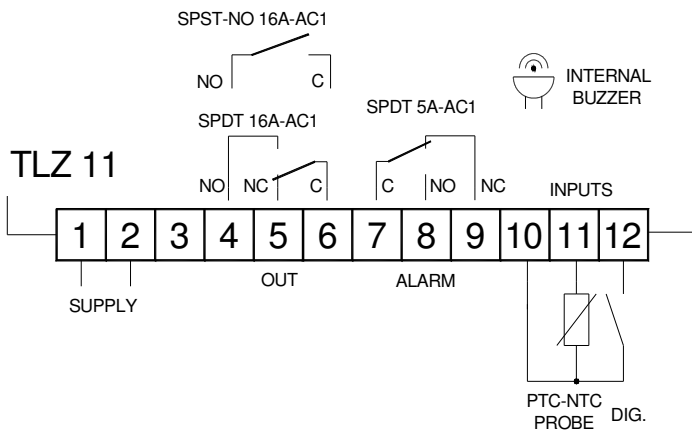 SPST-NO 16A-AC1
NO C
INTERNAL
BUZZER
SPDT 16A-AC1
SPDT 5A-AC1
TLZ 11
NO NC C
C NO NC
INPUTS
1 2 3 4 5 6 7 8 9 10 11 12
SUPPLY
OUT
ALARM
PTC-NTC
PROBE
DIG.